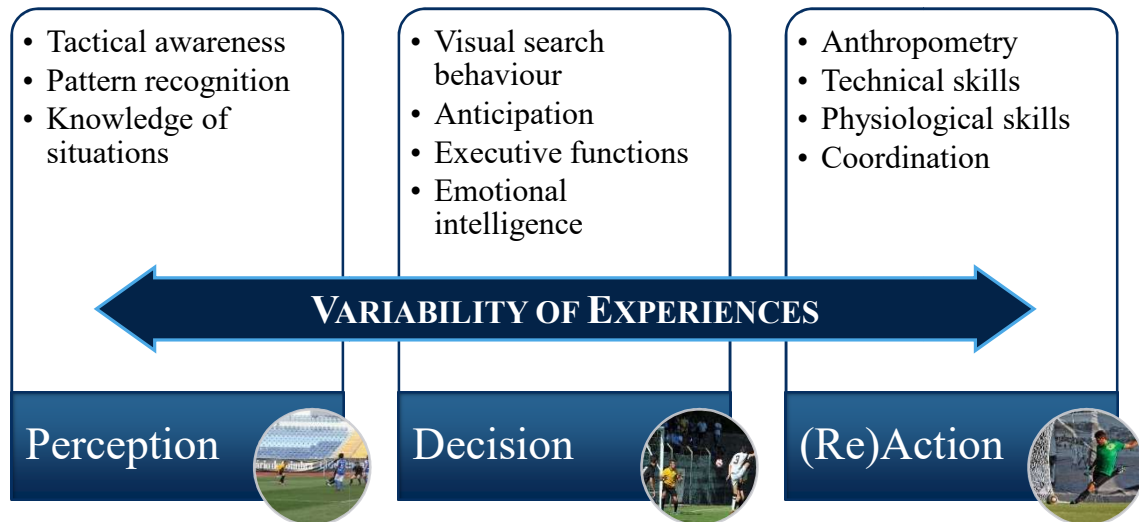 • Tactical awareness
• Pattern recognition
• Knowledge of
situations
• Visual search
behaviour
• Anticipation
• Executive functions
• Emotional
intelligence
• Anthropometry
• Technical skills
• Physiological skills
• Coordination
VARIABILITY OF EXPERIENCES
Perception
Decision
(Re)Action